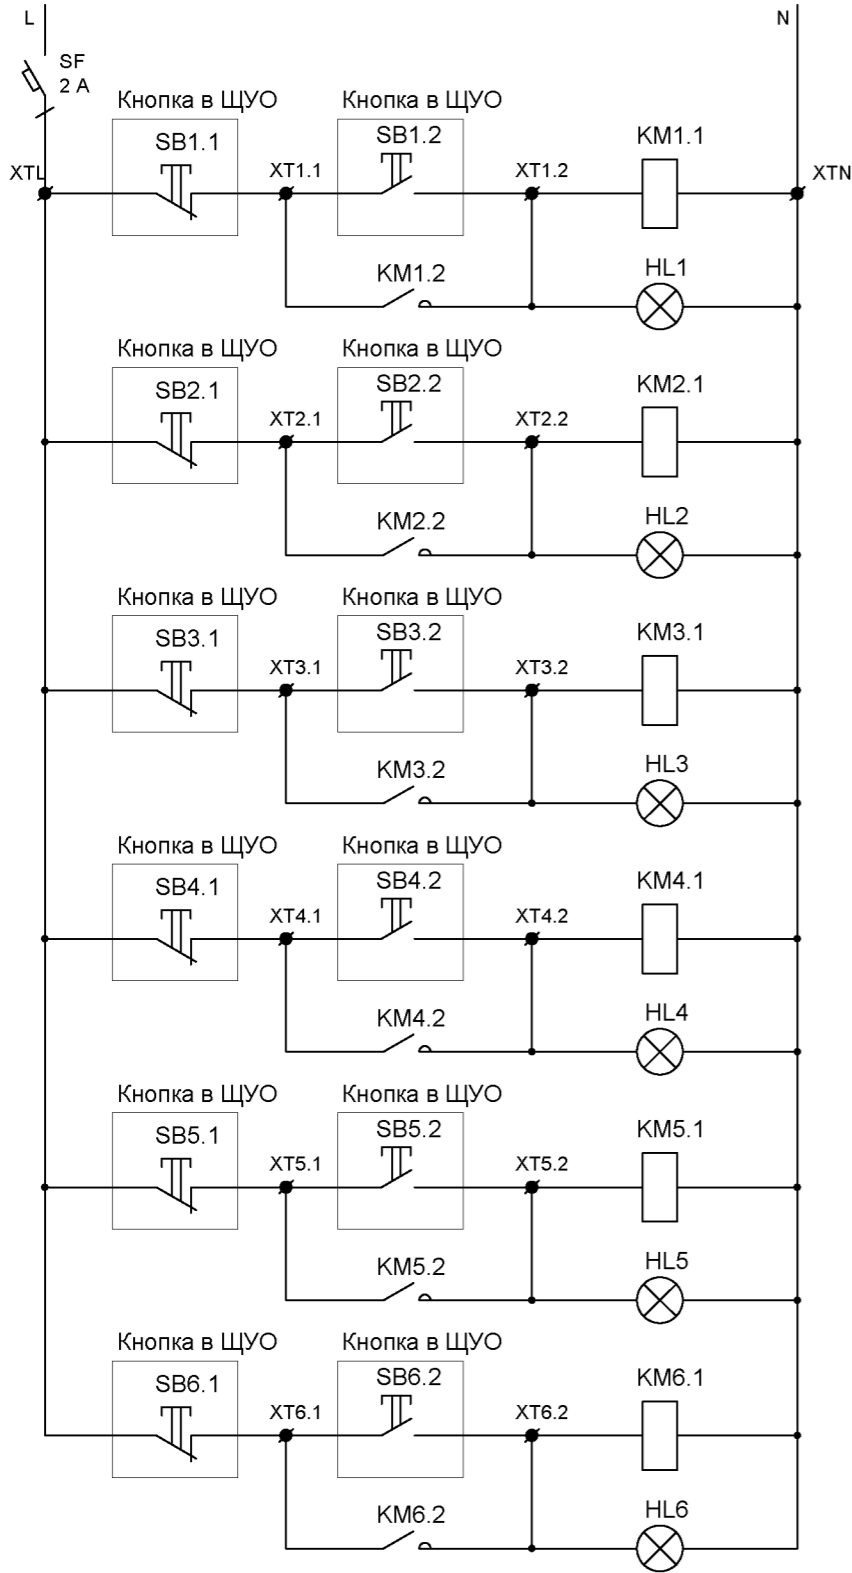 L
N
SF
2 A
Кнопка в ЩУО
Кнопка в ЩУО
SB1.1
SB1.2
KM1.1
XTL
XT1.1
XT1.2
XTN
KM1.2
HL1
Кнопка в ЩУО
Кнопка в ЩУО
SB2.1
SB2.2
KM2.1
XT2.1
XT2.2
KM2.2
HL2
Кнопка в ЩУО
Кнопка в ЩУО
SB3.1
SB3.2
KM3.1
XT3.1
XT3.2
KM3.2
HL3
Кнопка в ЩУО
Кнопка в ЩУО
SB4.1
SB4.2
KM4.1
XT4.1
XT4.2
KM4.2
HL4
Кнопка в ЩУО
Кнопка в ЩУО
SB5.1
SB5.2
KM5.1
XT5.1
XT5.2
KM5.2
HL5
Кнопка в ЩУО
Кнопка в ЩУО
SB6.1
SB6.2
KM6.1
XT6.1
XT6.2
KM6.2
HL6